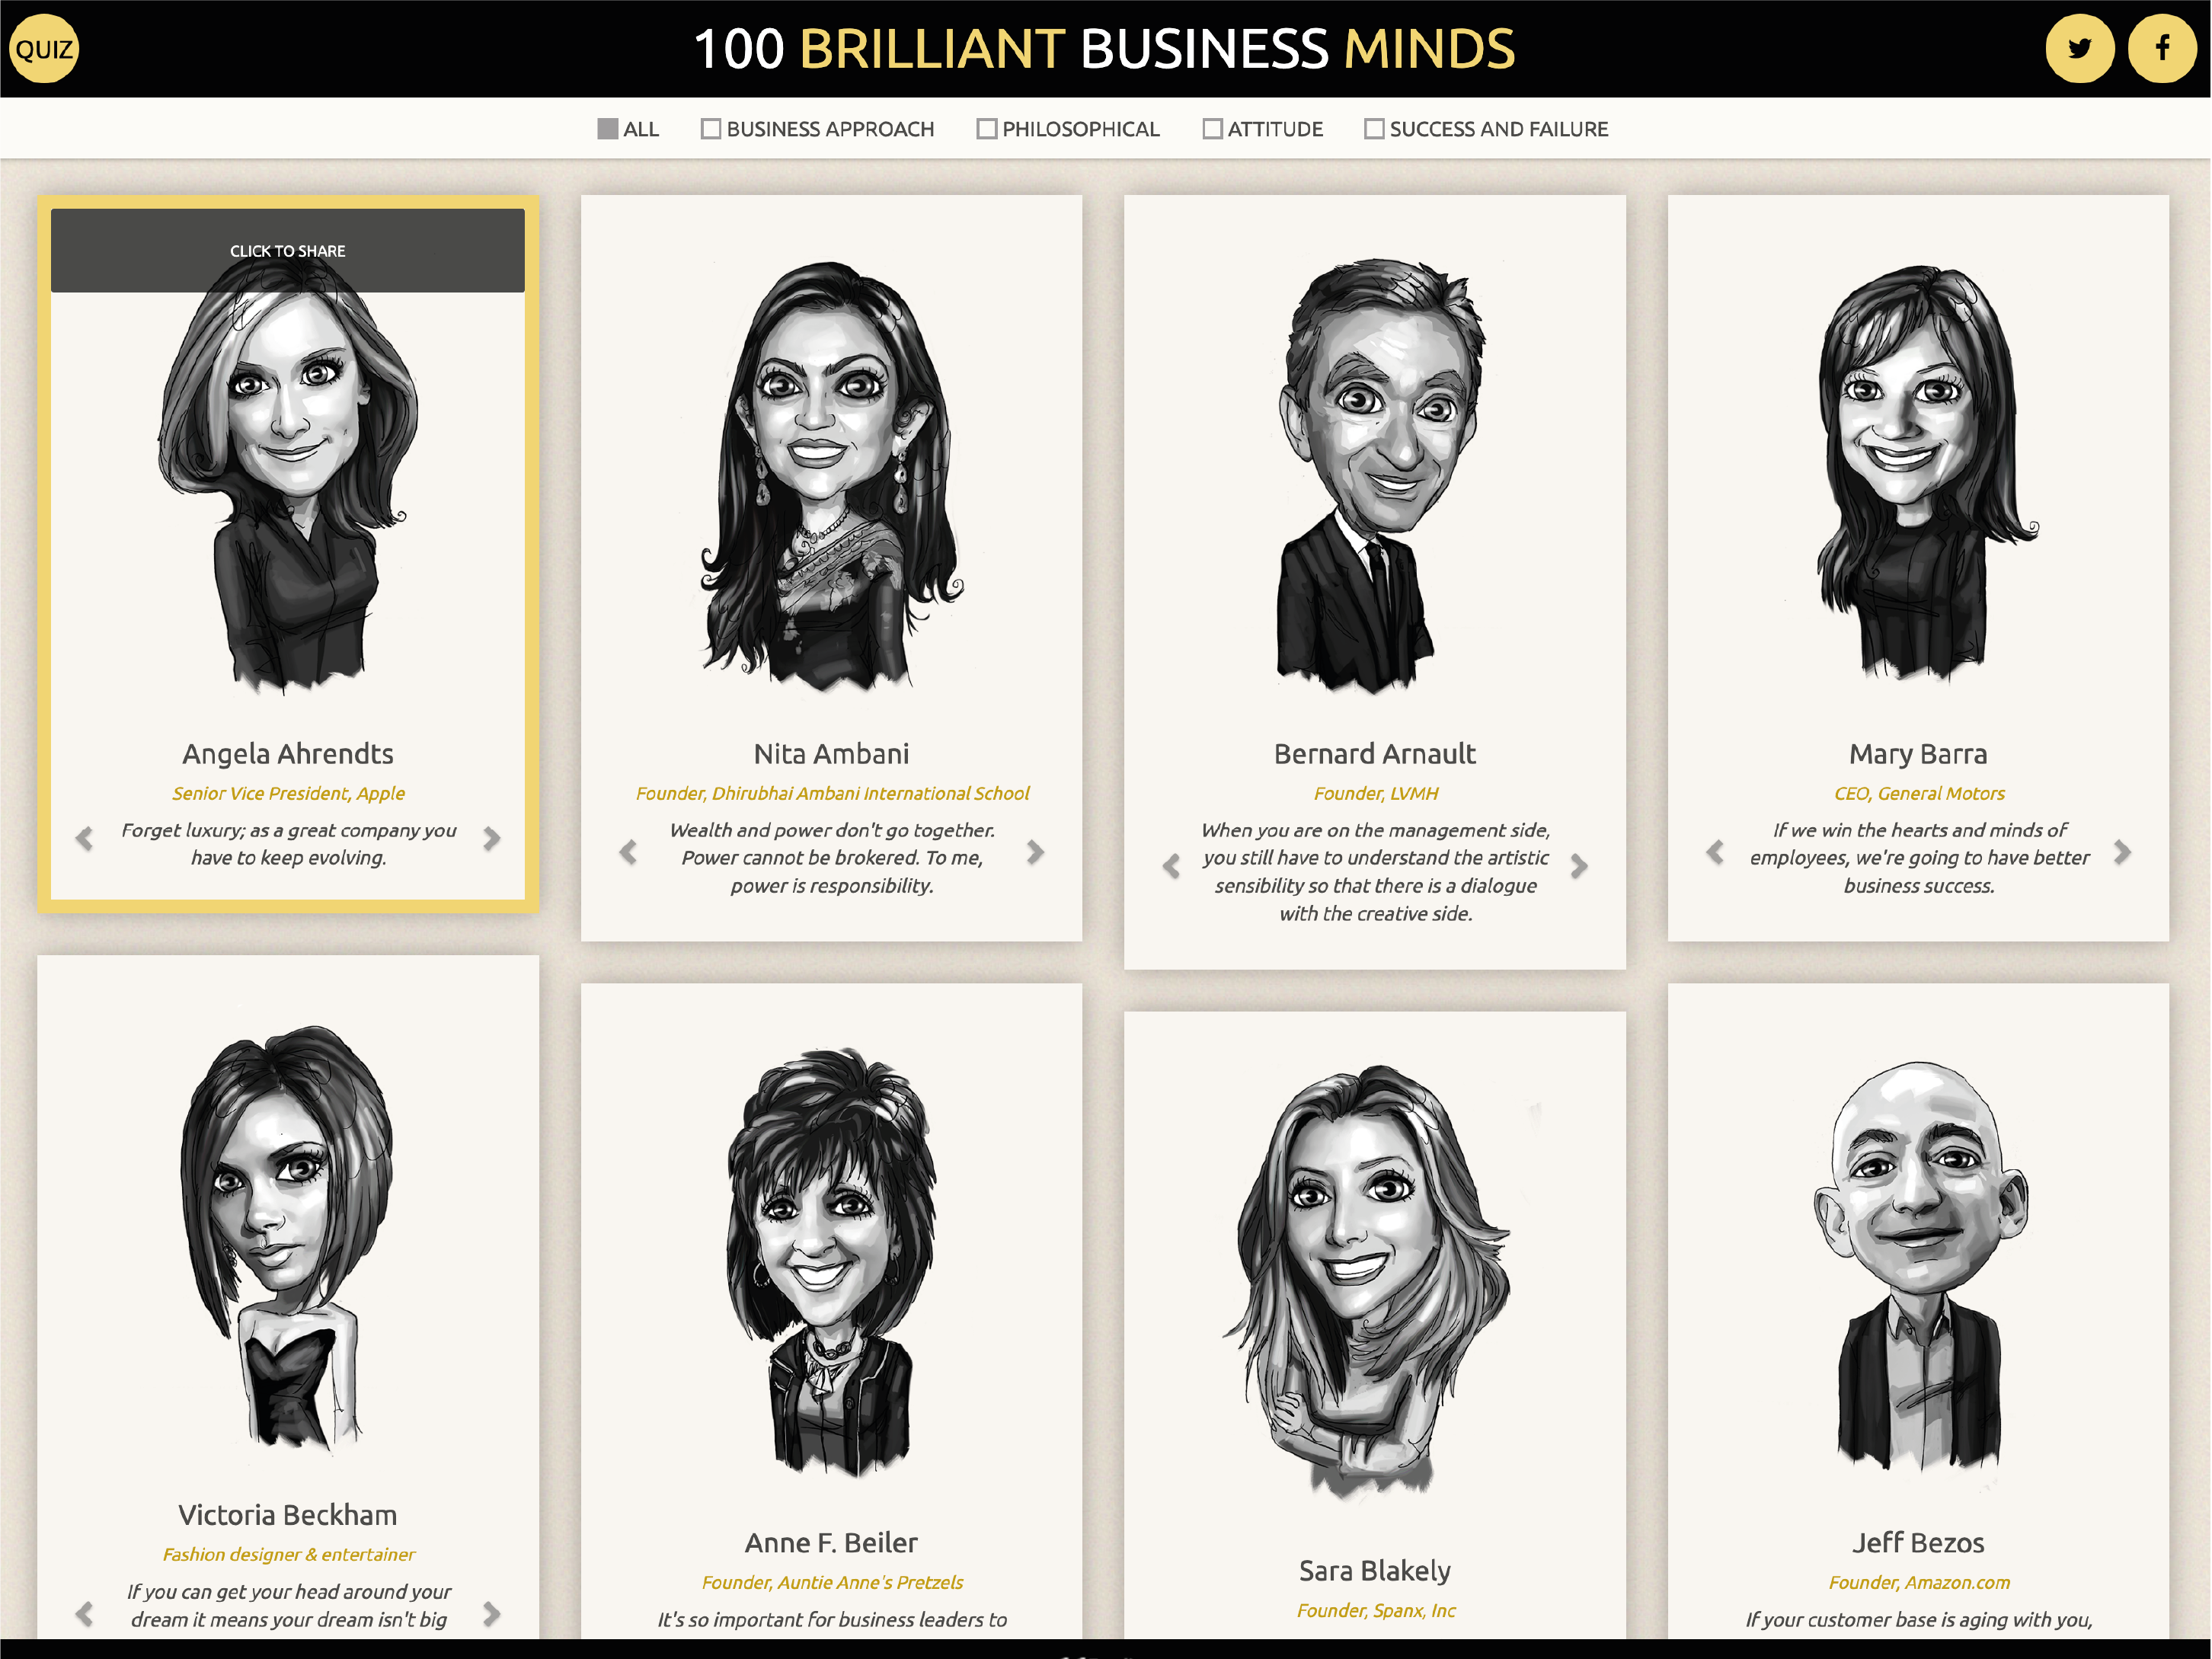 QUIZ
100 BRILLIANT BUSINESS MINDS
ALL
BUSINESS APPROACH
PHILOSOPHICAL
ATTITUDE
SUCCESS AND FAILURE
CLICK TO SHARE
Angela Ahrendts
Senior Vice President, Apple
Forget luxury; as a great company you
have to keep evolving.
Nita Ambani
Founder, Dhirubhai Ambani International School
Wealth and power don't go together.
Power cannot be brokered. To me,
power is responsibility.
Bernard Arnault
Founder, LVMH
When you are on the management side,
you still have to understand the artistic
sensibility so that there is a dialogue
with the creative side.
Mary Barra
CEO, General Motors
If we win the hearts and minds of
employees, we're going to have better
business success.
Victoria Beckham
Fashion designer & entertainer
If you can get your head around your
dream it means your dream isn't big
Anne F. Beiler
Founder, Auntie Anne's Pretzels
It's so important for business leaders to
Sara Blakely
Founder, Spanx, Inc
Jeff Bezos
Founder, Amazon.com
If your customer base is aging with you,